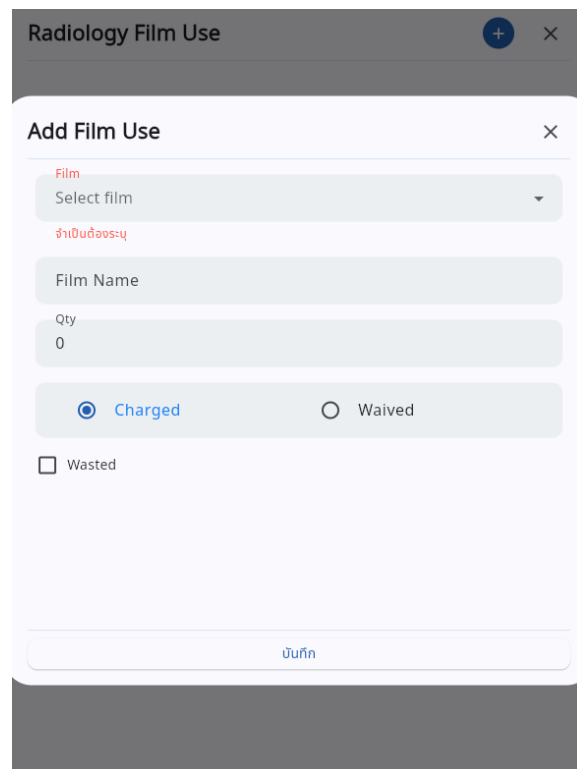 Radiology Film Use
Add Film Use
Film
Select film
จำเป็นต้องระบุ
Film Name
Qty
0
Charged
Waived
Wasted
บันทึก